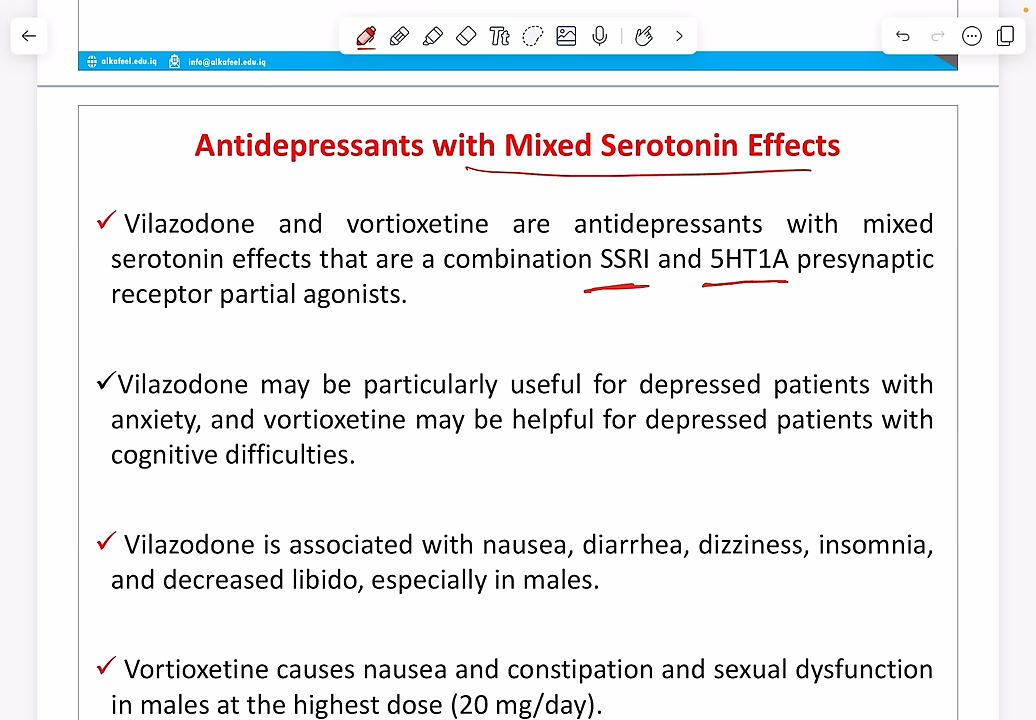 Tt
alkafeel.edu.iq info@alkafeel.edu.iq
Antidepressants with Mixed Serotonin Effects
✓ Vilazodone and vortioxetine are antidepressants with mixed
serotonin effects that are a combination SSRI and 5HT1A presynaptic
receptor partial agonists.
✓Vilazodone may be particularly useful for depressed patients with
anxiety, and vortioxetine may be helpful for depressed patients with
cognitive difficulties.
✓ Vilazodone is associated with nausea, diarrhea, dizziness, insomnia,
and decreased libido, especially in males.
✓ Vortioxetine causes nausea and constipation and sexual dysfunction
in males at the highest dose (20 mg/day).